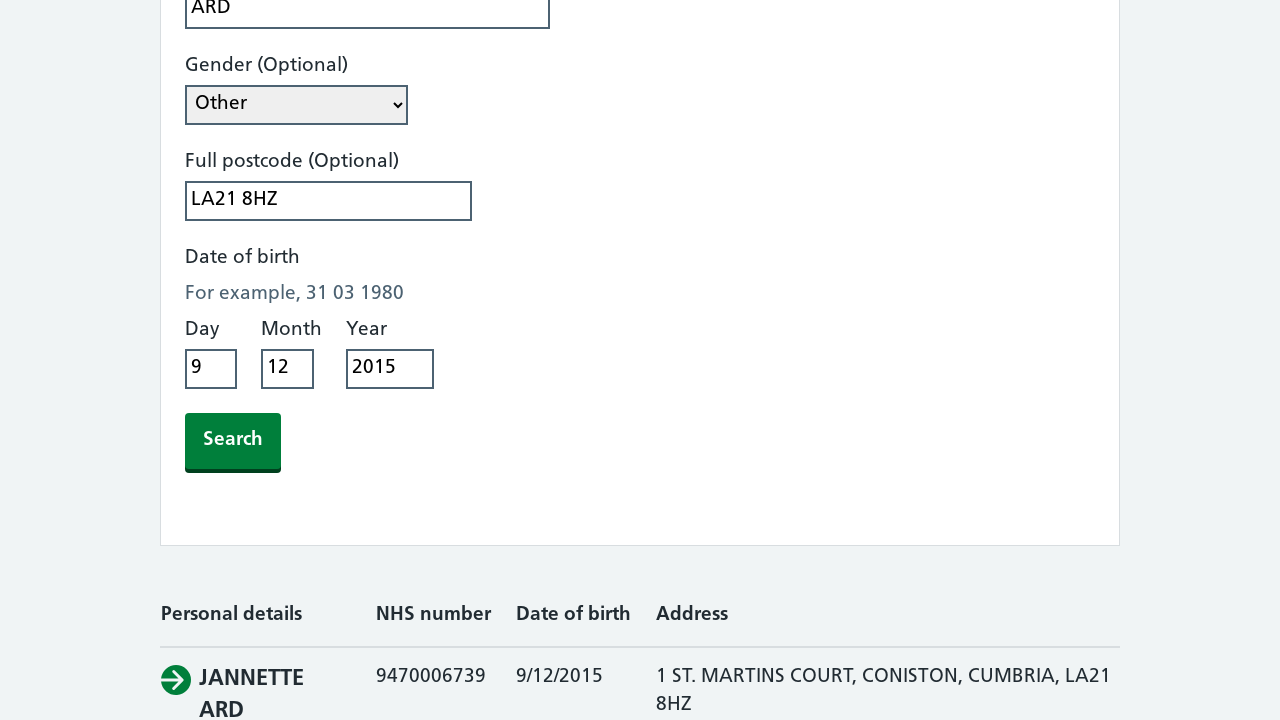 ARD
Gender (Optional)
Other
Full postcode (Optional)
LA21 8HZ
Date of birth
For example, 31 03 1980
Day Month Year
9 12 2015
Search
Personal details NHS number Date of birth Address
JANNETTE 9470006739 9/12/2015 1 ST. MARTINS COURT, CONISTON, CUMBRIA, LA21
ARD 8HZ